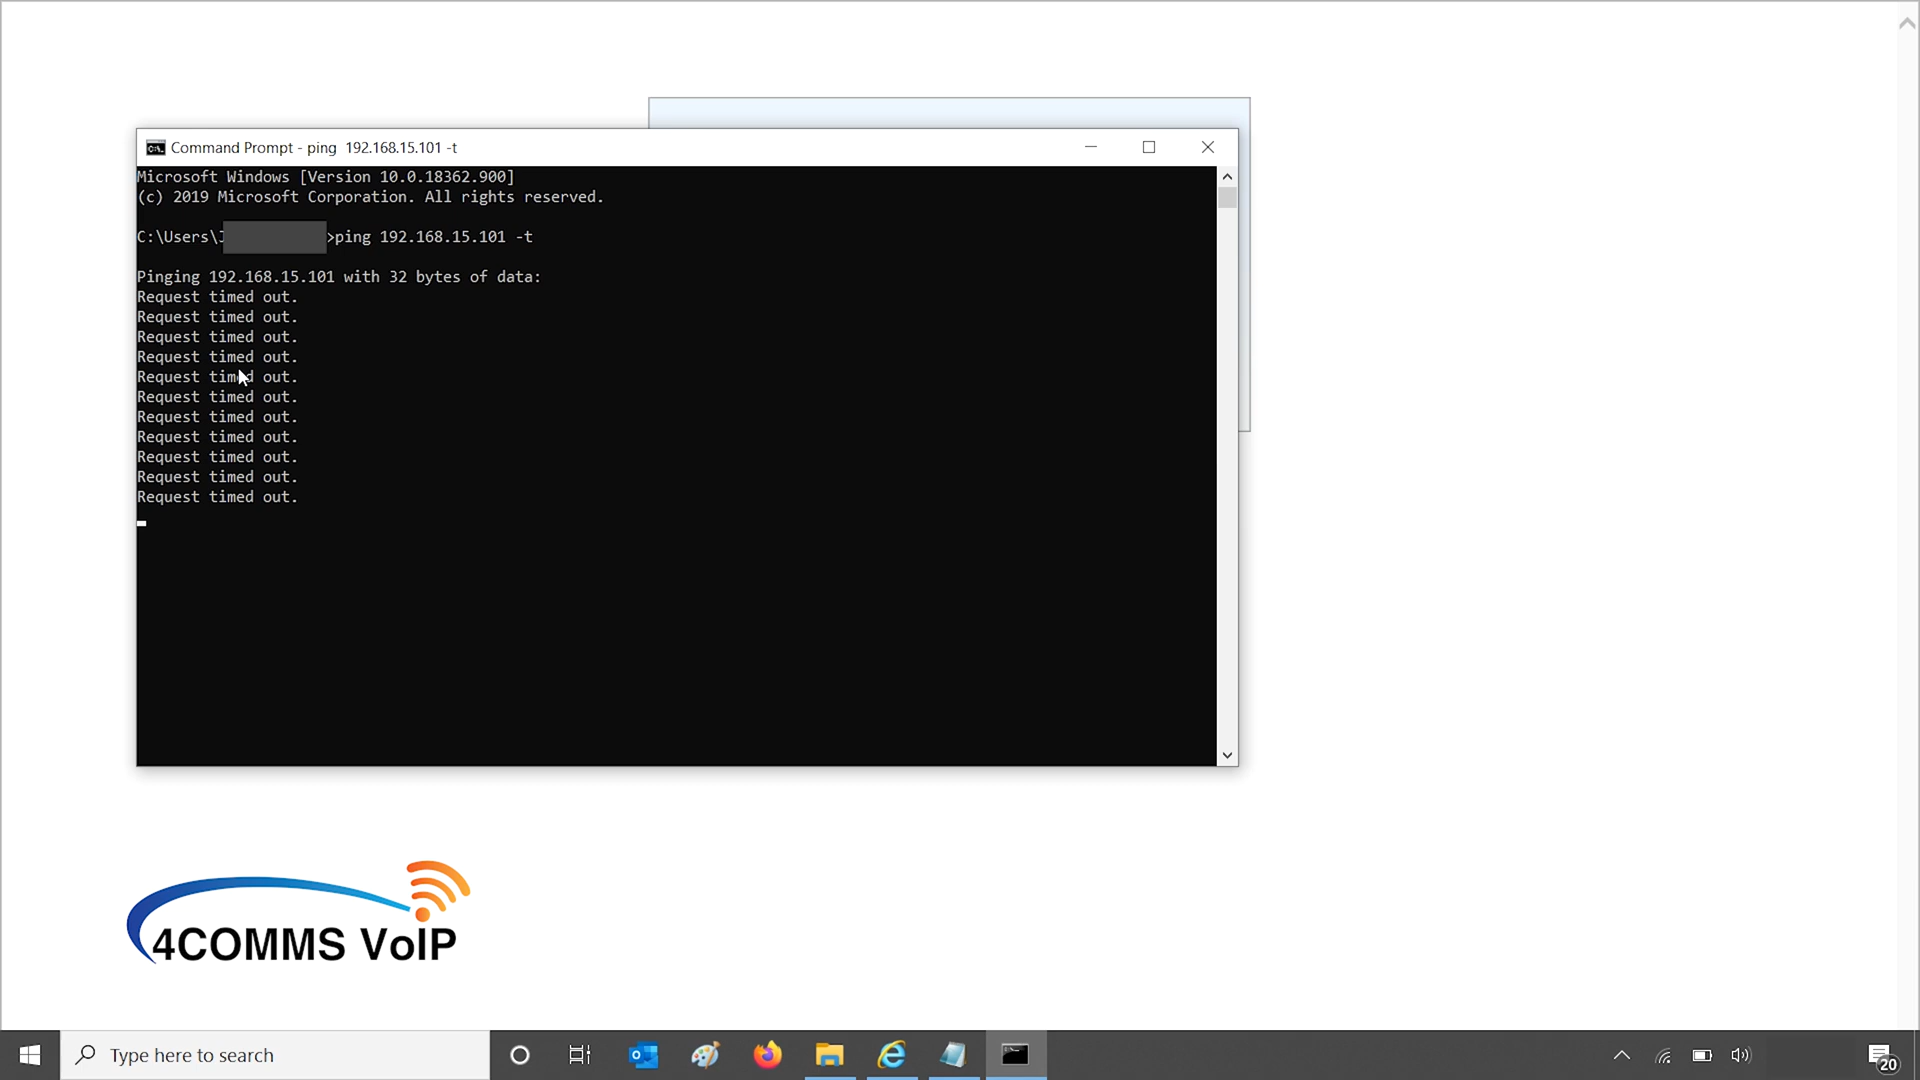 Command Prompt - ping  192.168.15.101 -t
Microsoft Windows [Version 10.0.18362.900]
(c) 2019 Microsoft Corporation. All rights reserved.
C:\Users\J >ping 192.168.15.101 -t
Pinging 192.168.15.101 with 32 bytes of data:
Request timed out.
Request timed out.
Request timed out.
Request timed out.
Request timed out.
Request timed out.
Request timed out.
Request timed out.
Request timed out.
Request timed out.
Request timed out.
4COMMS VoIP
Type here to search
20